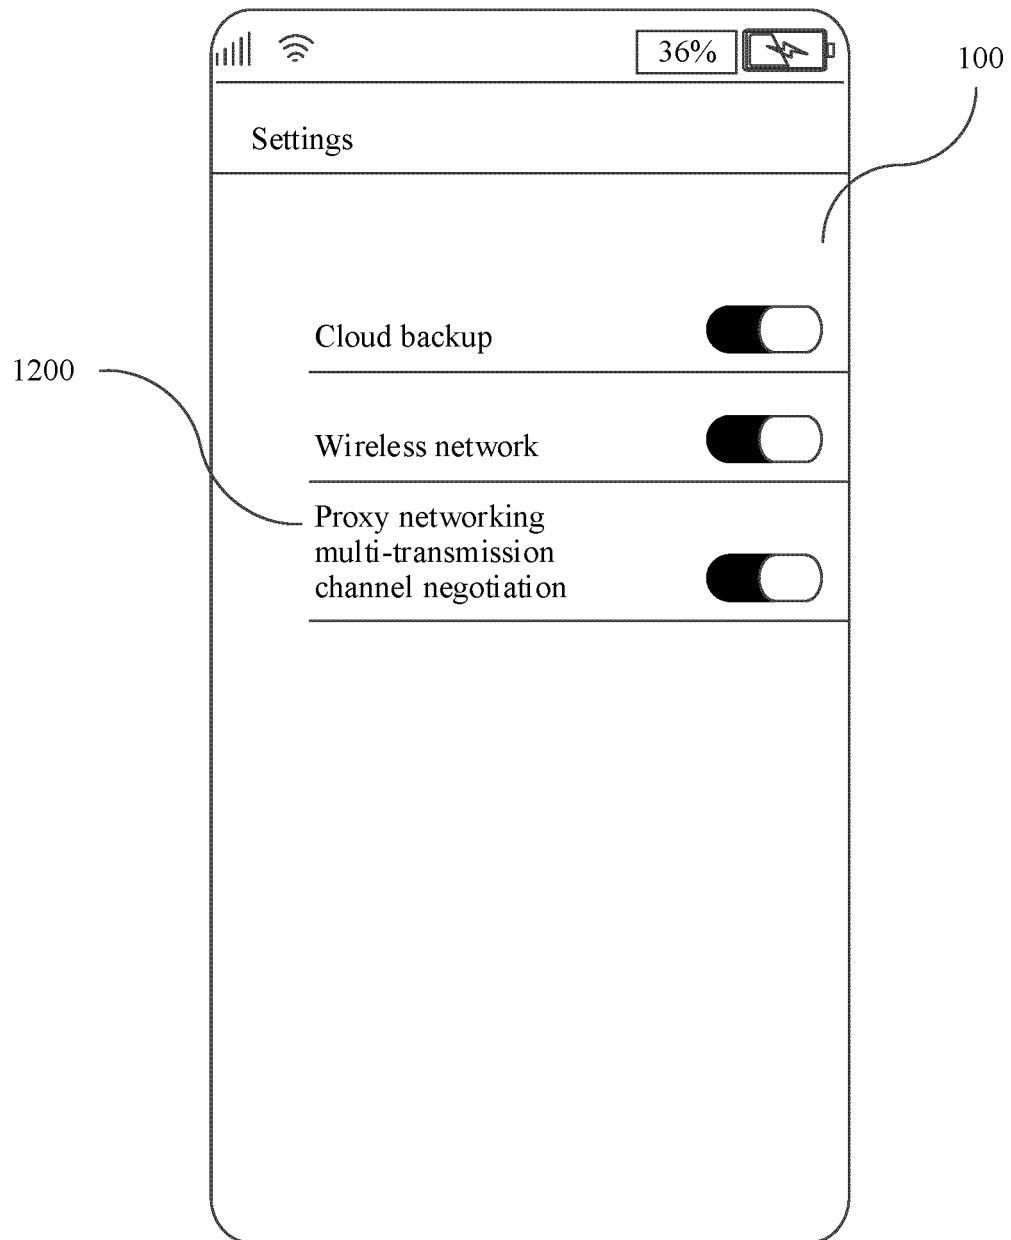 36%
100
Settings
Cloud backup
1200
Wireless network
Proxy networking
multi-transmission
channel negotiation